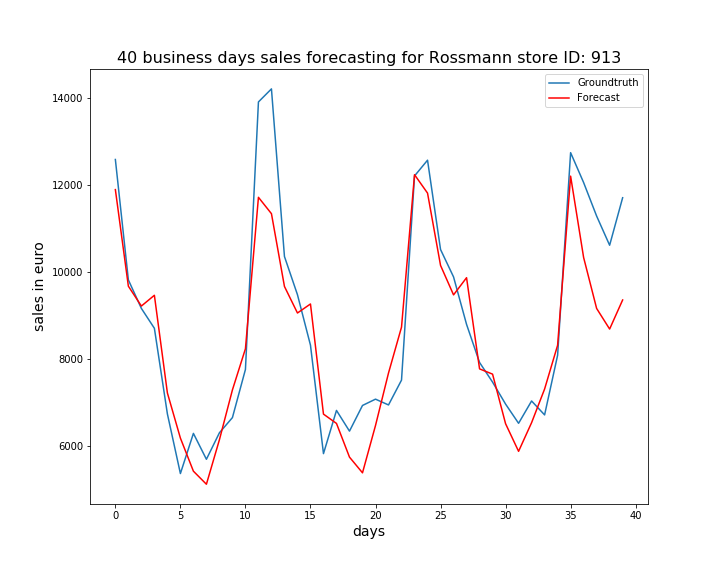 40 business days sales forecasting for Rossmann store ID: 913
Groundtruth
Forecast
sales in euro
14000
12000
10000
8000
6000
0 5 10 15 20 25 30 35 40
days